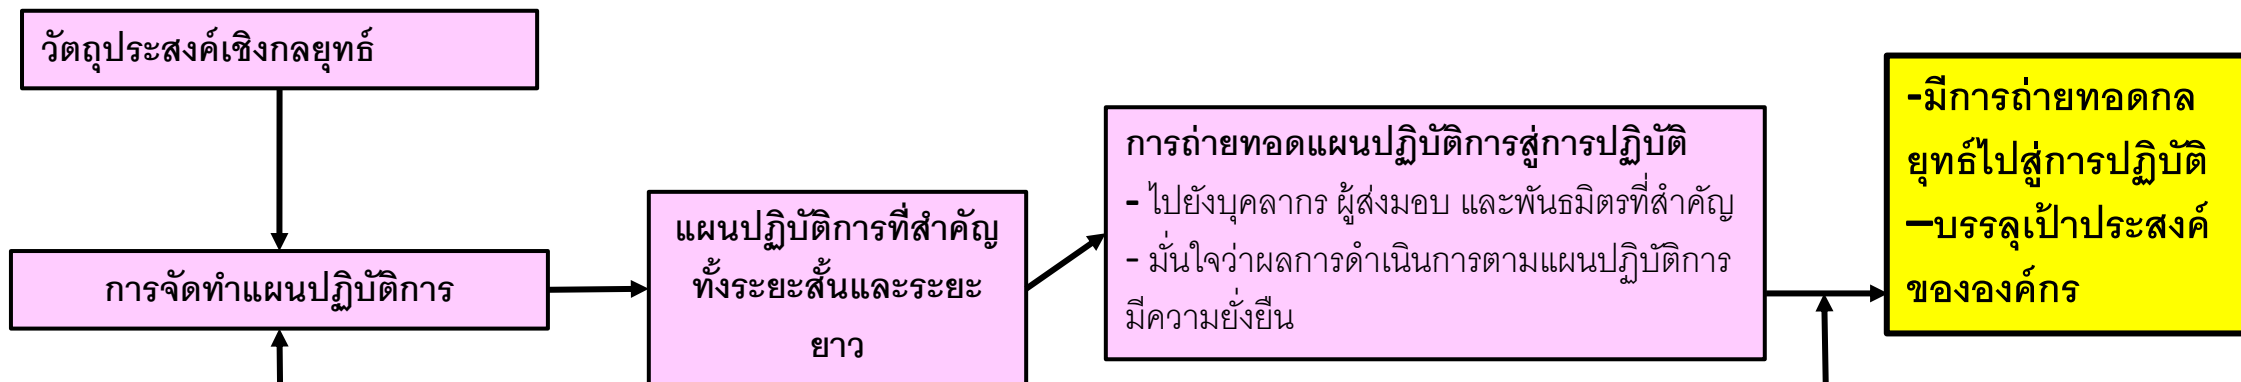 วัตถุประสงค์เชิงกลยุทธ์
การจัดทำแผนปฏิบัติการ
แผนปฏิบัติการที่สำคัญ
ทั้งระยะสั้นและระยะ
ยาว
การถ่ายทอดแผนปฏิบัติการสู่การปฏิบัติ
- ไปยังบุคลากร ผู้ส่งมอบ และพันธมิตรที่สำคัญ
- มั่นใจว่าผลการดำเนินการตามแผนปฏิบัติการ
มีความยั่งยืน
-มีการถ่ายทอดกล
ยุทธ์ไปสู่การปฏิบัติ
–บรรลุเป้าประสงค์
ขององค์กร